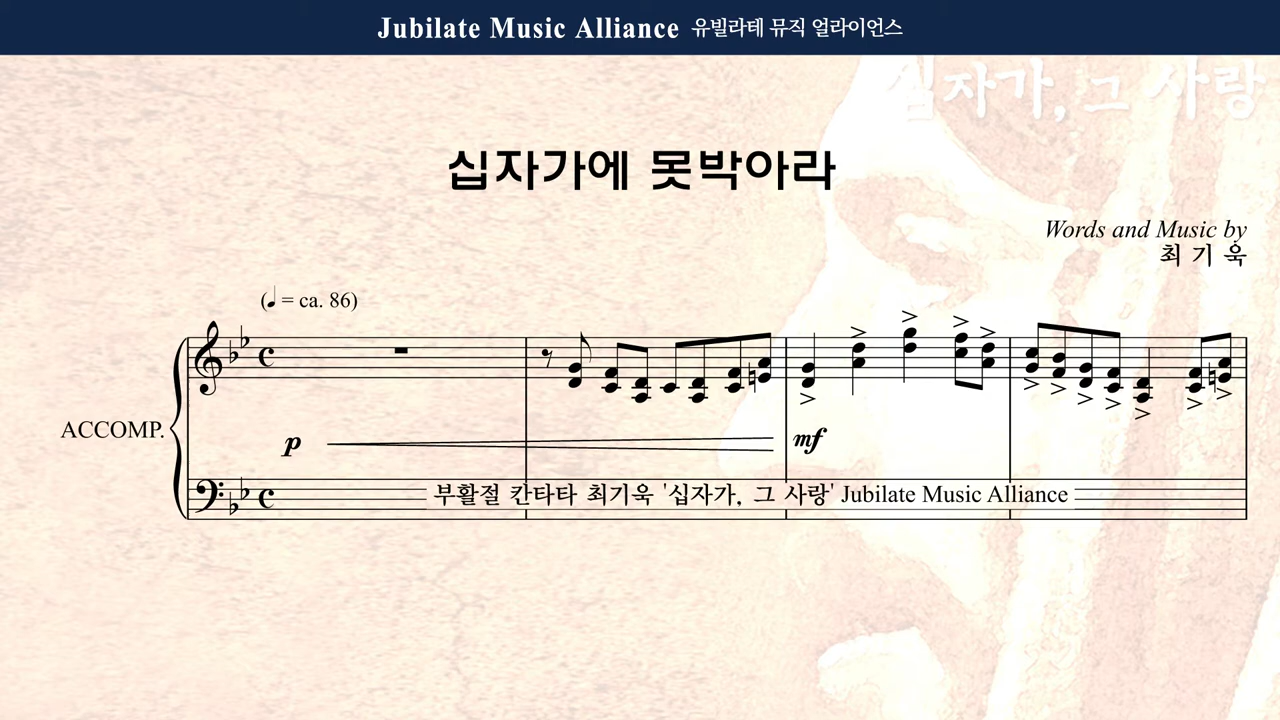 Jubilate Music Alliance 유빌라테 뮤직 얼라이언스
십자가, 그 사랑
십자가에 못박아라
Words and Music by
최 기 욱
(♩ = ca. 86)
ACCOMP.
p
mf
부활절 칸타타 최기욱 '십자가, 그 사랑' Jubilate Music Alliance